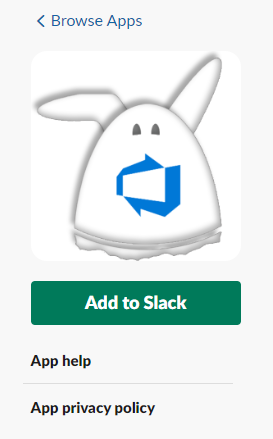 Browse Apps
Add to Slack
App help
App privacy policy